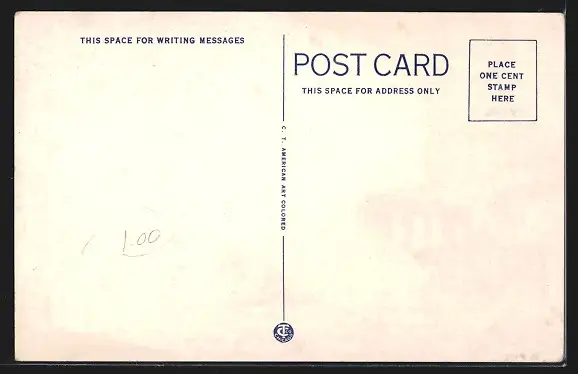 THIS SPACE FOR WRITING MESSAGES
1.00
C. T. AMERICAN ART COLORED
POST CARD
THIS SPACE FOR ADDRESS ONLY
PLACE
ONE CENT
STAMP
HERE